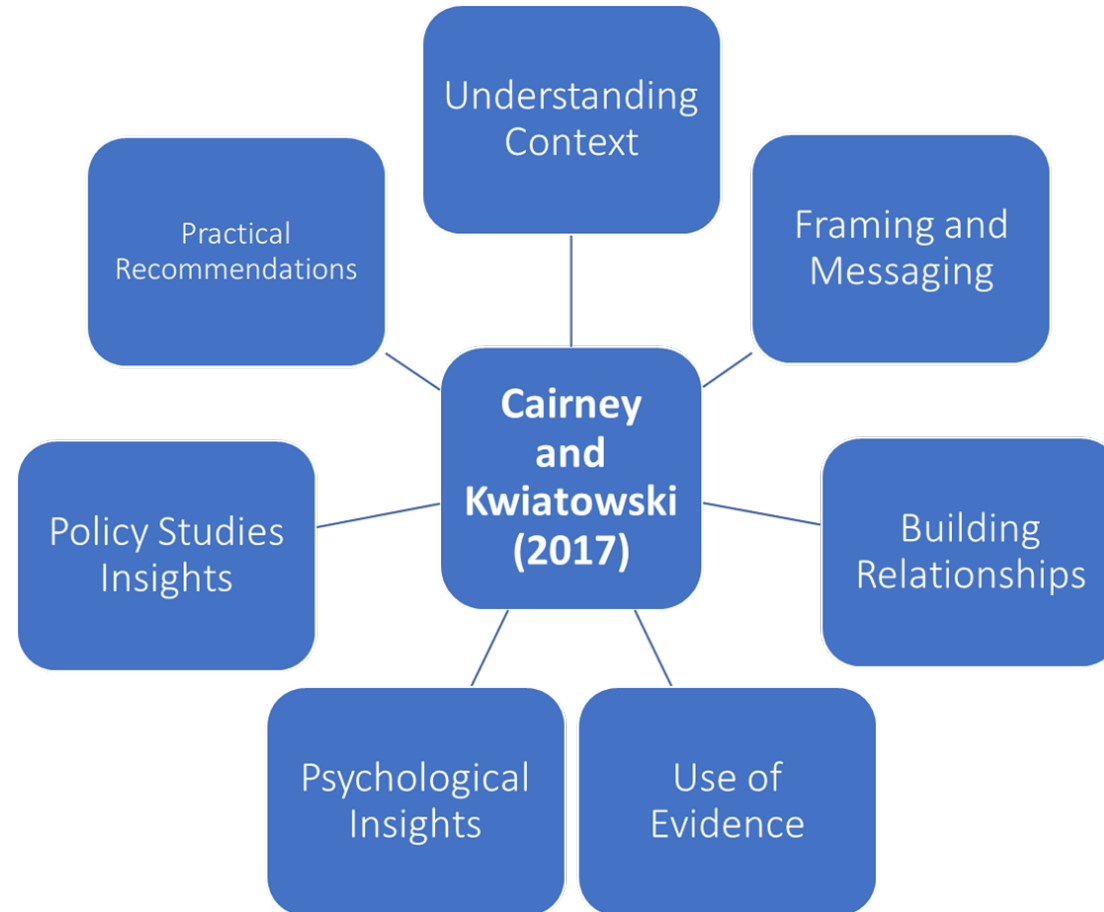 Understanding
Context
Framing and
Messaging
Building
Relationships
Use of
Evidence
Psychological
Insights
Policy Studies
Insights
Practical
Recommendations
Cairney
and
Kwiatowski
(2017)